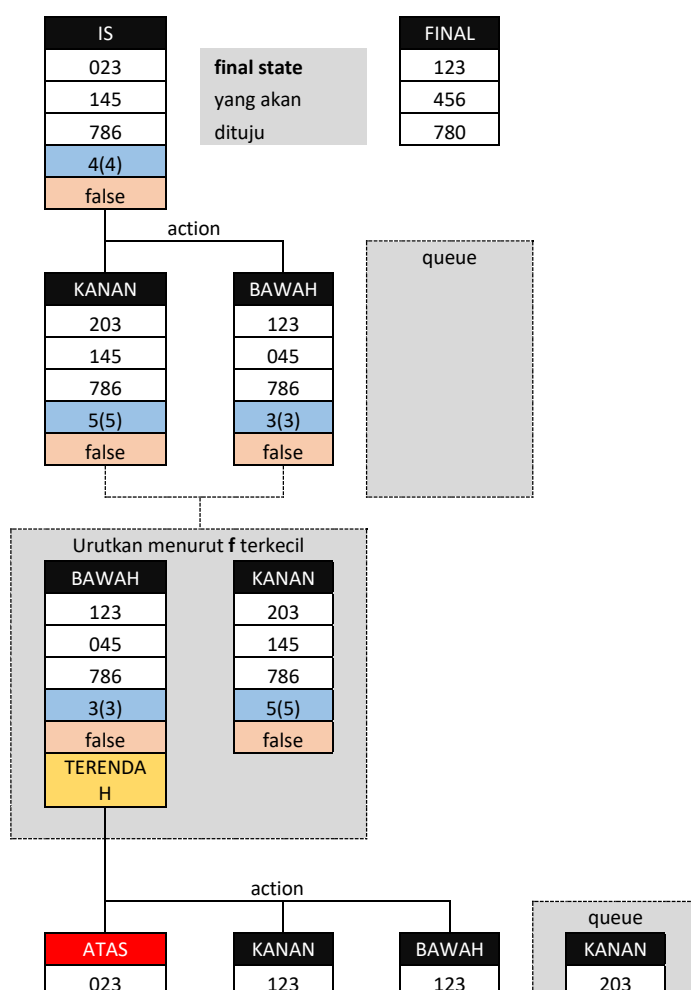 IS
023
145
786
4(4)
false
final state
yang akan
dituju
FINAL
123
456
780
action
KANAN
203
145
786
5(5)
false
BAWAH
123
045
786
3(3)
false
queue
Urutkan menurut f terkecil
BAWAH
123
045
786
3(3)
false
TERENDA
H
KANAN
203
145
786
5(5)
false
action
ATAS
023
KANAN
123
BAWAH
123
queue
KANAN
203